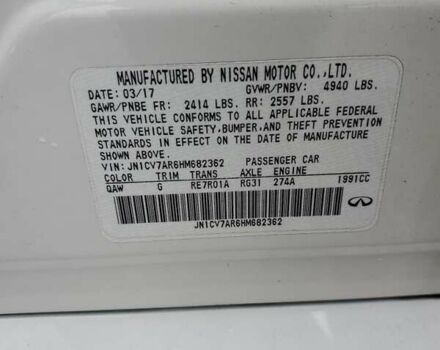 MANUFACTURED BY NISSAN MOTOR CO.,LTD.
DATE: 03/17 GVWR/PNBV: 4940 LBS.
GAWR/PNBE FR: 2414 LBS. RR: 2557 LBS.
THIS VEHICLE CONFORMS TO ALL APPLICABLE FEDERAL
MOTOR VEHICLE SAFETY, BUMPER, AND THEFT PREVENTION
STANDARDS IN EFFECT ON THE DATE OF MANUFACTURE
SHOWN ABOVE.
VIN: JN1CV7AR6HM682362 PASSENGER CAR
COLOR TRIM TRANS AXLE ENGINE
QAW G RE7R01A RG31 274A 1991CC
JN1CV7AR6HM682362
INFINITI